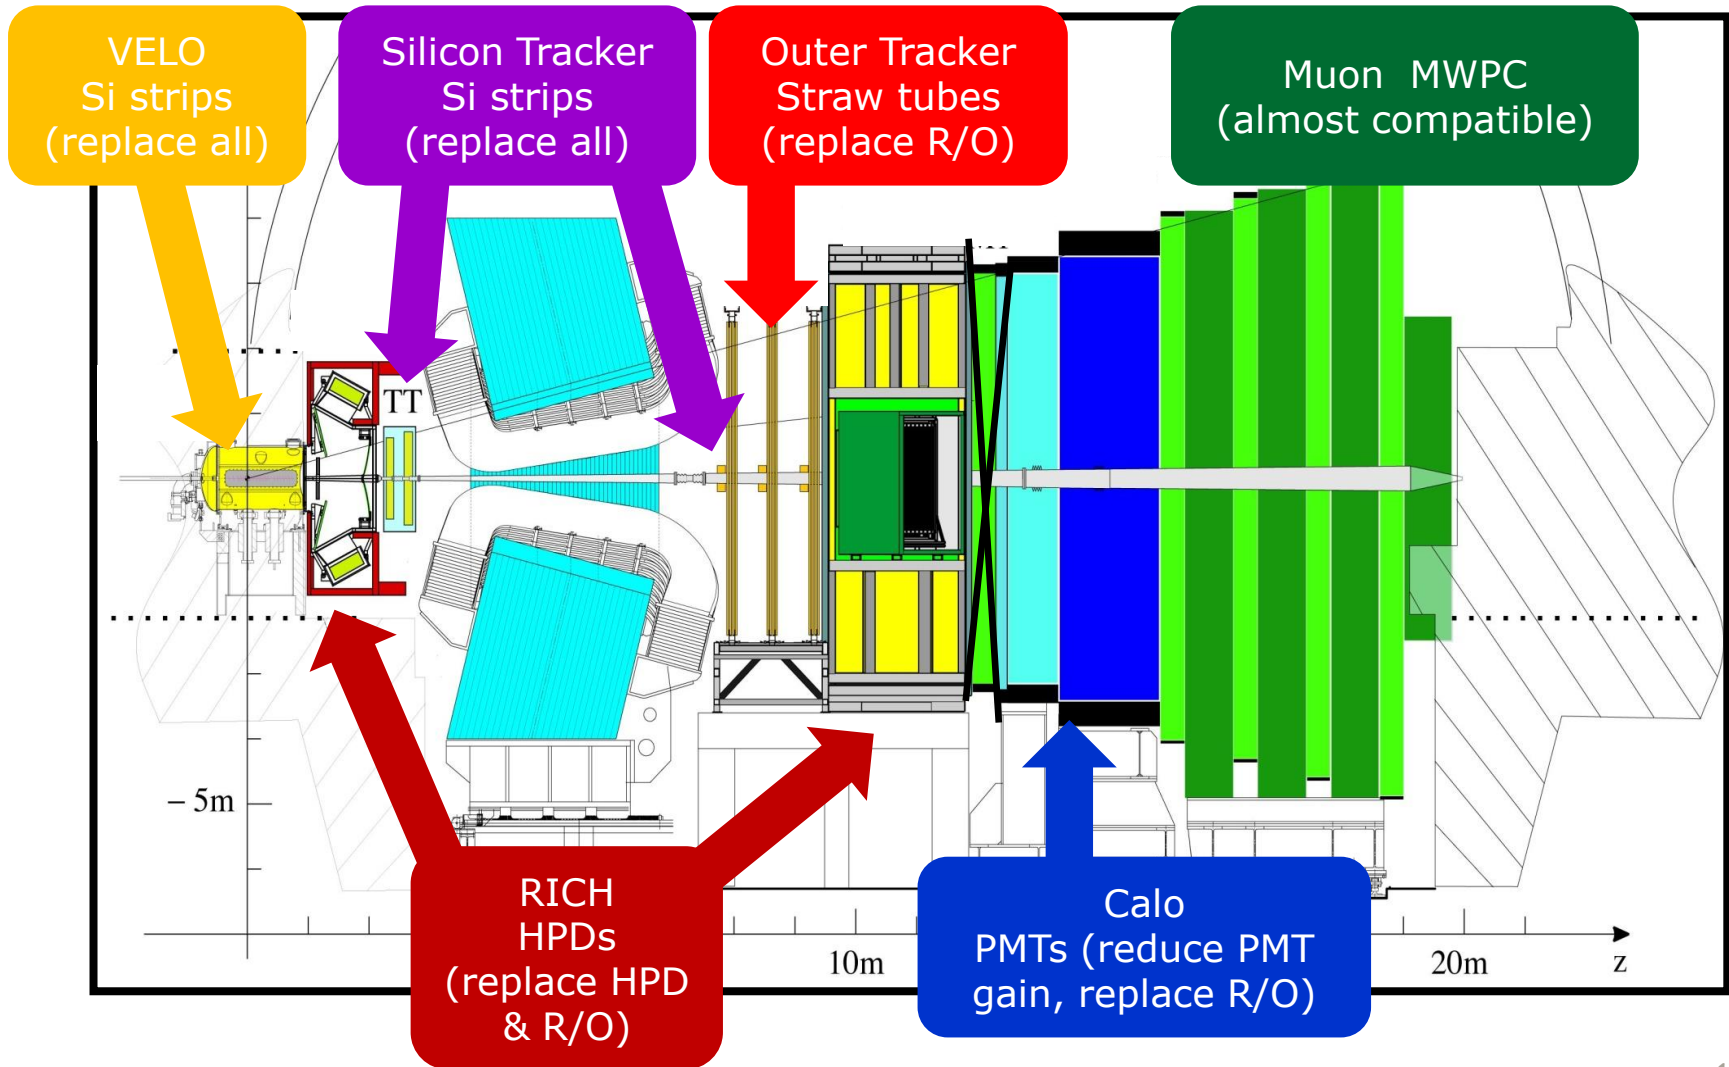 VELO
Si strips
(replace all)
Silicon Tracker
Si strips
(replace all)
Outer Tracker
Straw tubes
(replace R/O)
Muon  MWPC
(almost compatible)
TT
– 5m
RICH
HPDs
(replace HPD
& R/O)
Calo
PMTs (reduce PMT
gain, replace R/O)
10m
20m
z